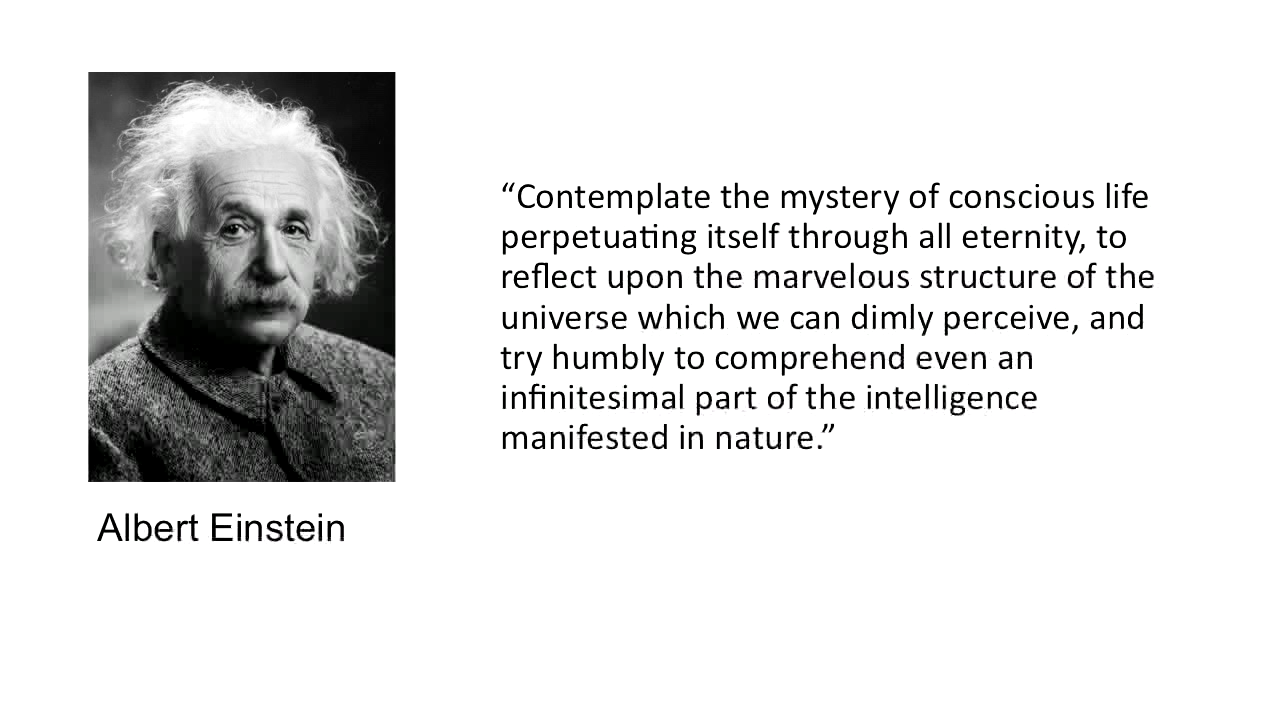 “Contemplate the mystery of conscious life
perpetuating itself through all eternity, to
reflect upon the marvelous structure of the
universe which we can dimly perceive, and
try humbly to comprehend even an
infinitesimal part of the intelligence
manifested in nature.”
Albert Einstein